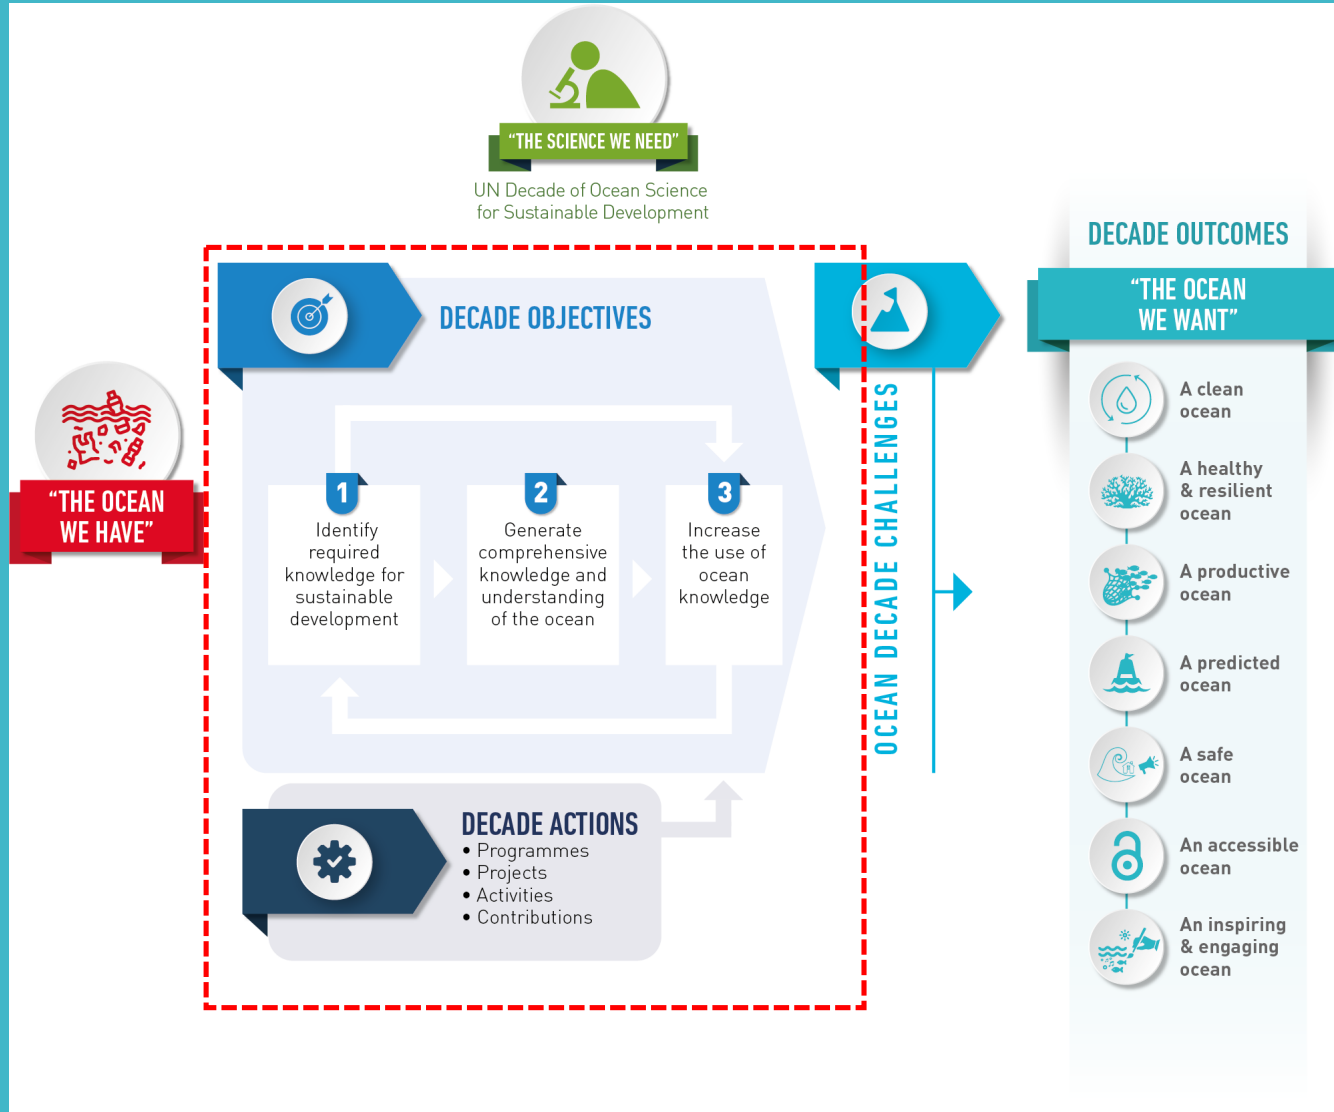 “THE SCIENCE WE NEED”
UN Decade of Ocean Science
for Sustainable Development
“THE OCEAN
WE HAVE”
DECADE OBJECTIVES
1
Identify
required
knowledge for
sustainable
development
2
Generate
comprehensive
knowledge and
understanding
of the ocean
3
Increase
the use of
ocean
knowledge
DECADE ACTIONS
• Programmes
• Projects
• Activities
• Contributions
OCEAN DECADE CHALLENGES
DECADE OUTCOMES
“THE OCEAN
WE WANT”
A clean
ocean
A healthy
& resilient
ocean
A productive
ocean
A predicted
ocean
A safe
ocean
An accessible
ocean
An inspiring
& engaging
ocean